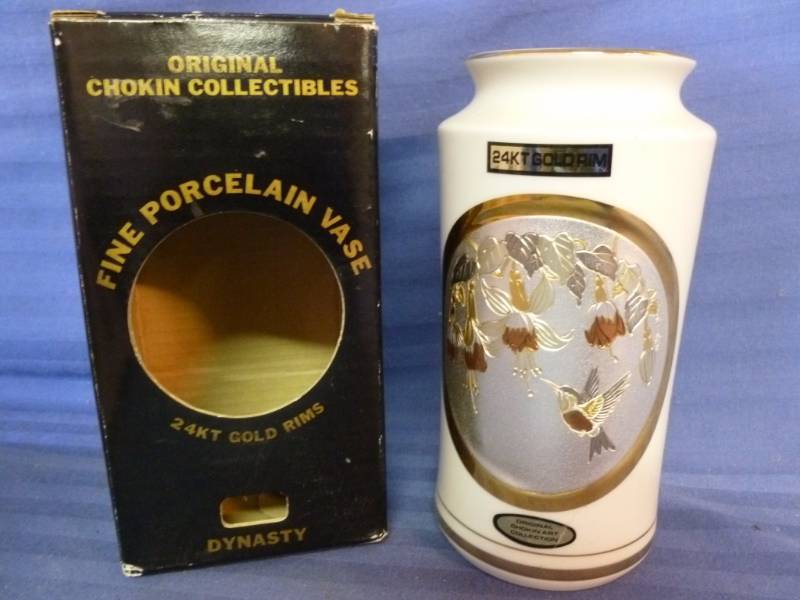 ORIGINAL
CHOKIN COLLECTIBLES
FINE PORCELAIN VASE
24KT GOLD RIMS
DYNASTY
24KT GOLD RIM
ORIGINAL
CHOKIN ART
COLLECTION